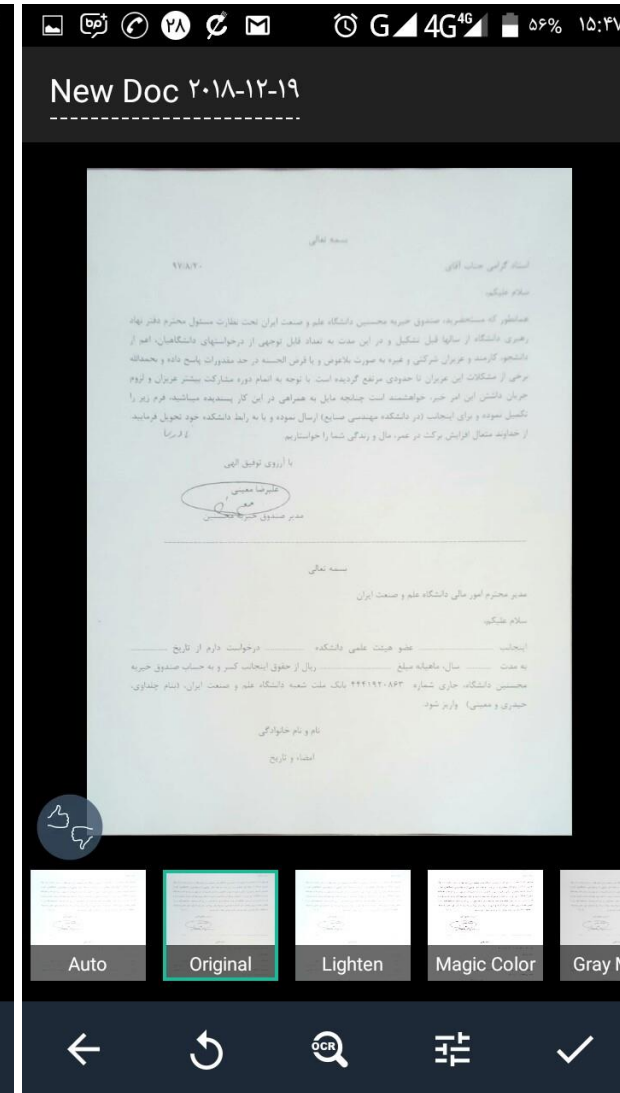 ۲۸ G 4G 4G ۵۶% ۱۵:۴۷
New Doc ۲۰۱۸-۱۲-۱۹
بسمه تعالی
استاد گرامی جناب آقای ۹۷/۸/۲۰
سلام علیکم،
همانطور که مستحضرید، صندوق خیریه محسنین دانشگاه علم و صنعت ایران تحت نظارت مسئول محترم دفتر نهاد
رهبری دانشگاه از سالها قبل تشکیل و در این مدت به تعداد قابل توجهی از درخواستهای دانشگاهیان، اعم از
دانشجو، کارمند و عزیزان شرکتی و غیره به صورت بلاعوض و یا قرض الحسنه در حد مقدورات پاسخ داده و بحمدالله
برخی از مشکلات این عزیزان تا حدودی مرتفع گردیده است. با توجه به اتمام دوره مشارکت بیشتر عزیزان و لزوم
جریان داشتن این امر خیر، خواهشمند است چنانچه مایل به همراهی در این کار پسندیده میباشید، فرم زیر را
تکمیل نموده و برای اینجانب (در دانشکده مهندسی صنایع) ارسال نموده و یا به رابط دانشکده خود تحویل فرمایید.
از خداوند متعال افزایش برکت در عمر، مال و زندگی شما را خواستاریم.
با آرزوی توفیق الهی
علیرضا معینی
مدیر صندوق خیریه محسنین
بسمه تعالی
مدیر محترم امور مالی دانشگاه علم و صنعت ایران
سلام علیکم،
اینجانب ................ عضو هیئت علمی دانشکده ............ درخواست دارم از تاریخ ................
به مدت ........ سال، ماهیانه مبلغ ................ ریال از حقوق اینجانب کسر و به حساب صندوق خیریه
محسنین دانشگاه، جاری شماره ۴۴۴۱۹۲۰۸۶۳ بانک ملت شعبه دانشگاه علم و صنعت ایران، (بنام چلداوی،
حیدری و معینی) واریز شود.
نام و نام خانوادگی
امضاء و تاریخ
Auto Original Lighten Magic Color Gray M
OCR